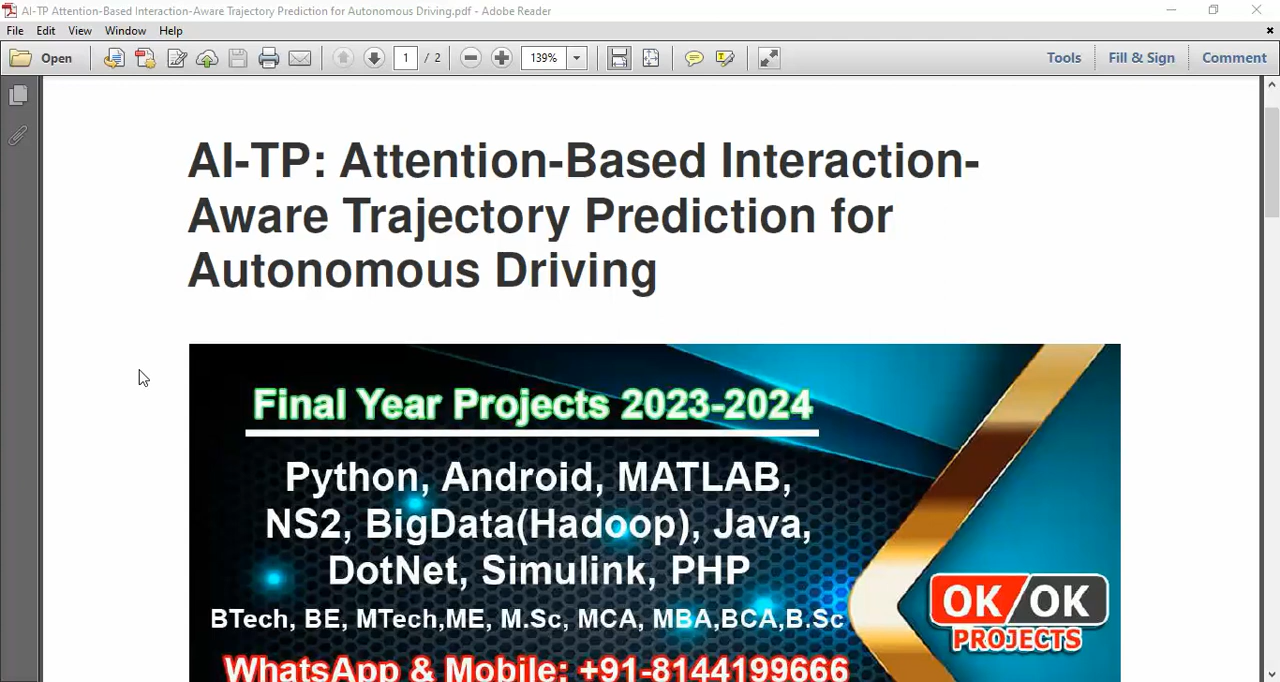 AI-TP Attention-Based Interaction-Aware Trajectory Prediction for Autonomous Driving.pdf - Adobe Reader
File Edit View Window Help
Open 1 / 2 139% Tools Fill & Sign Comment
AI-TP: Attention-Based Interaction-
Aware Trajectory Prediction for
Autonomous Driving
Final Year Projects 2023-2024
Python, Android, MATLAB,
NS2, BigData(Hadoop), Java,
DotNet, Simulink, PHP
BTech, BE, MTech,ME, M.Sc, MCA, MBA,BCA,B.Sc
OK/OK
PROJECTS
WhatsApp & Mobile: +91-8144199666